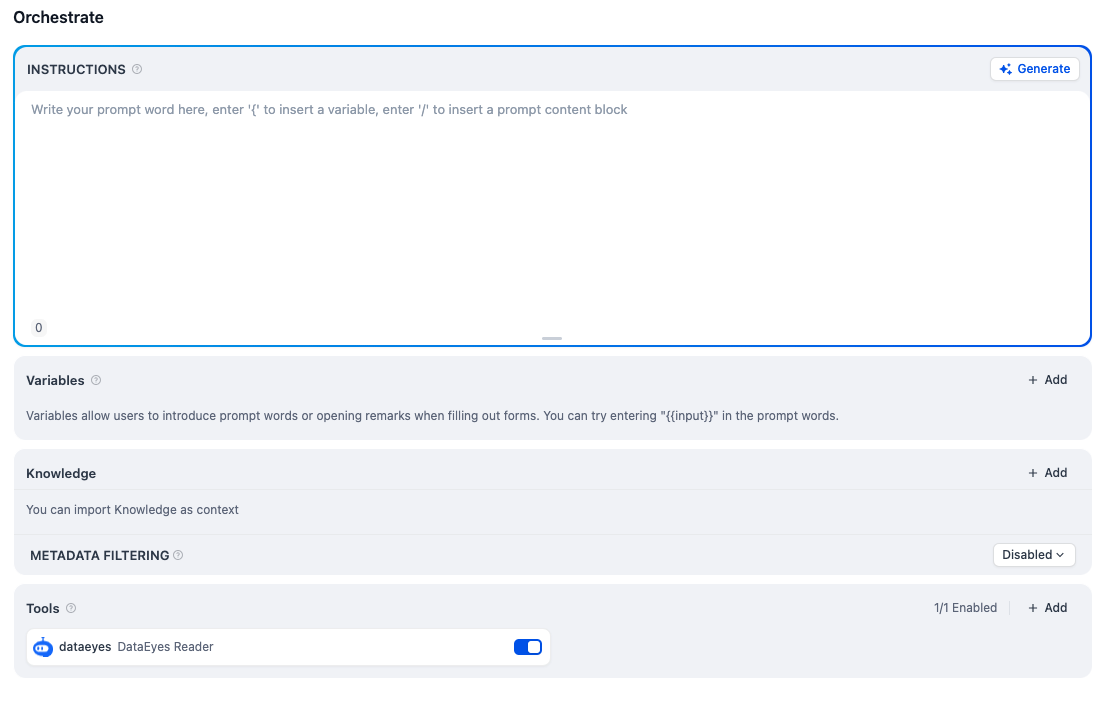 Orchestrate
INSTRUCTIONS
Generate
Write your prompt word here, enter '{' to insert a variable, enter '/' to insert a prompt content block
0
Variables
+ Add
Variables allow users to introduce prompt words or opening remarks when filling out forms. You can try entering "{{input}}" in the prompt words.
Knowledge
+ Add
You can import Knowledge as context
METADATA FILTERING
Disabled
Tools
1/1 Enabled
+ Add
dataeyes DataEyes Reader